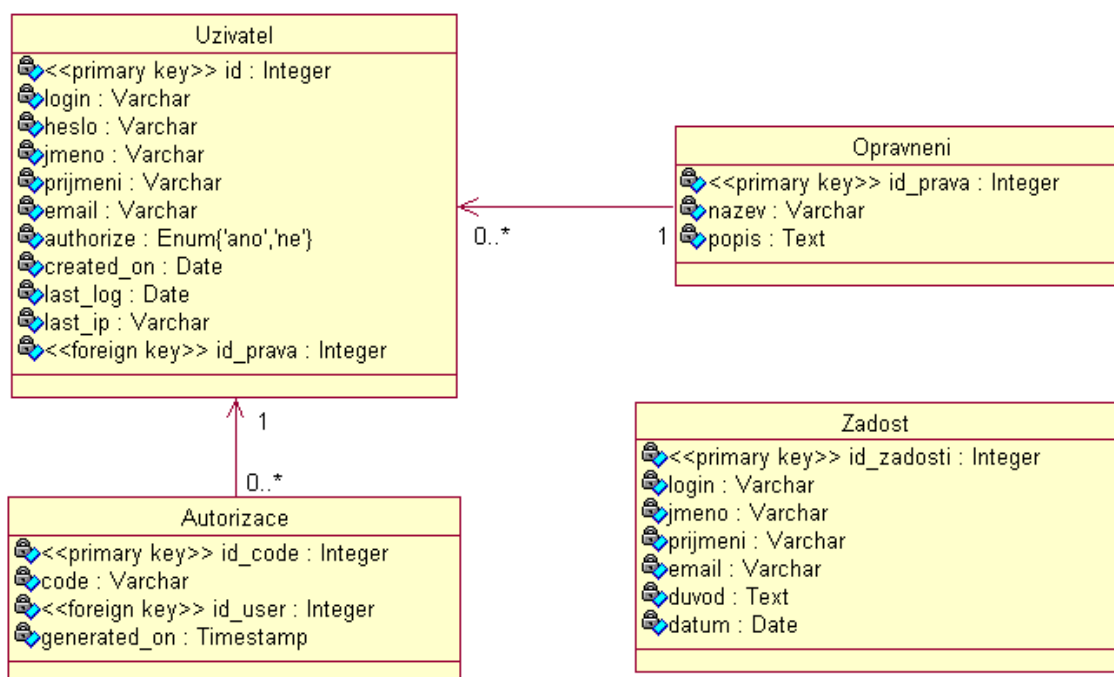 Uzivatel
<<primary key>> id : Integer
login : Varchar
heslo : Varchar
jmeno : Varchar
prijmeni : Varchar
email : Varchar
authorize : Enum{'ano','ne'}
created_on : Date
last_log : Date
last_ip : Varchar
<<foreign key>> id_prava : Integer
0..*
1
Opravneni
<<primary key>> id_prava : Integer
nazev : Varchar
popis : Text
1
0..*
Autorizace
<<primary key>> id_code : Integer
code : Varchar
<<foreign key>> id_user : Integer
generated_on : Timestamp
Zadost
<<primary key>> id_zadosti : Integer
login : Varchar
jmeno : Varchar
prijmeni : Varchar
email : Varchar
duvod : Text
datum : Date